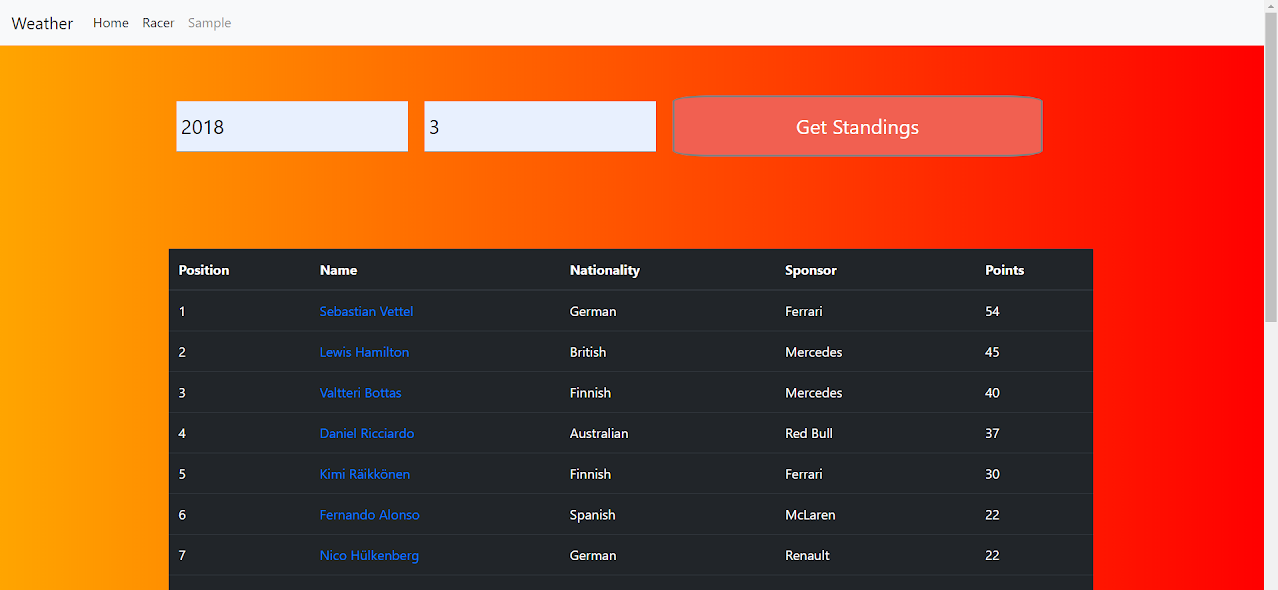 Weather Home Racer Sample
2018 3 Get Standings
Position Name Nationality Sponsor Points
1 Sebastian Vettel German Ferrari 54
2 Lewis Hamilton British Mercedes 45
3 Valtteri Bottas Finnish Mercedes 40
4 Daniel Ricciardo Australian Red Bull 37
5 Kimi Räikkönen Finnish Ferrari 30
6 Fernando Alonso Spanish McLaren 22
7 Nico Hülkenberg German Renault 22